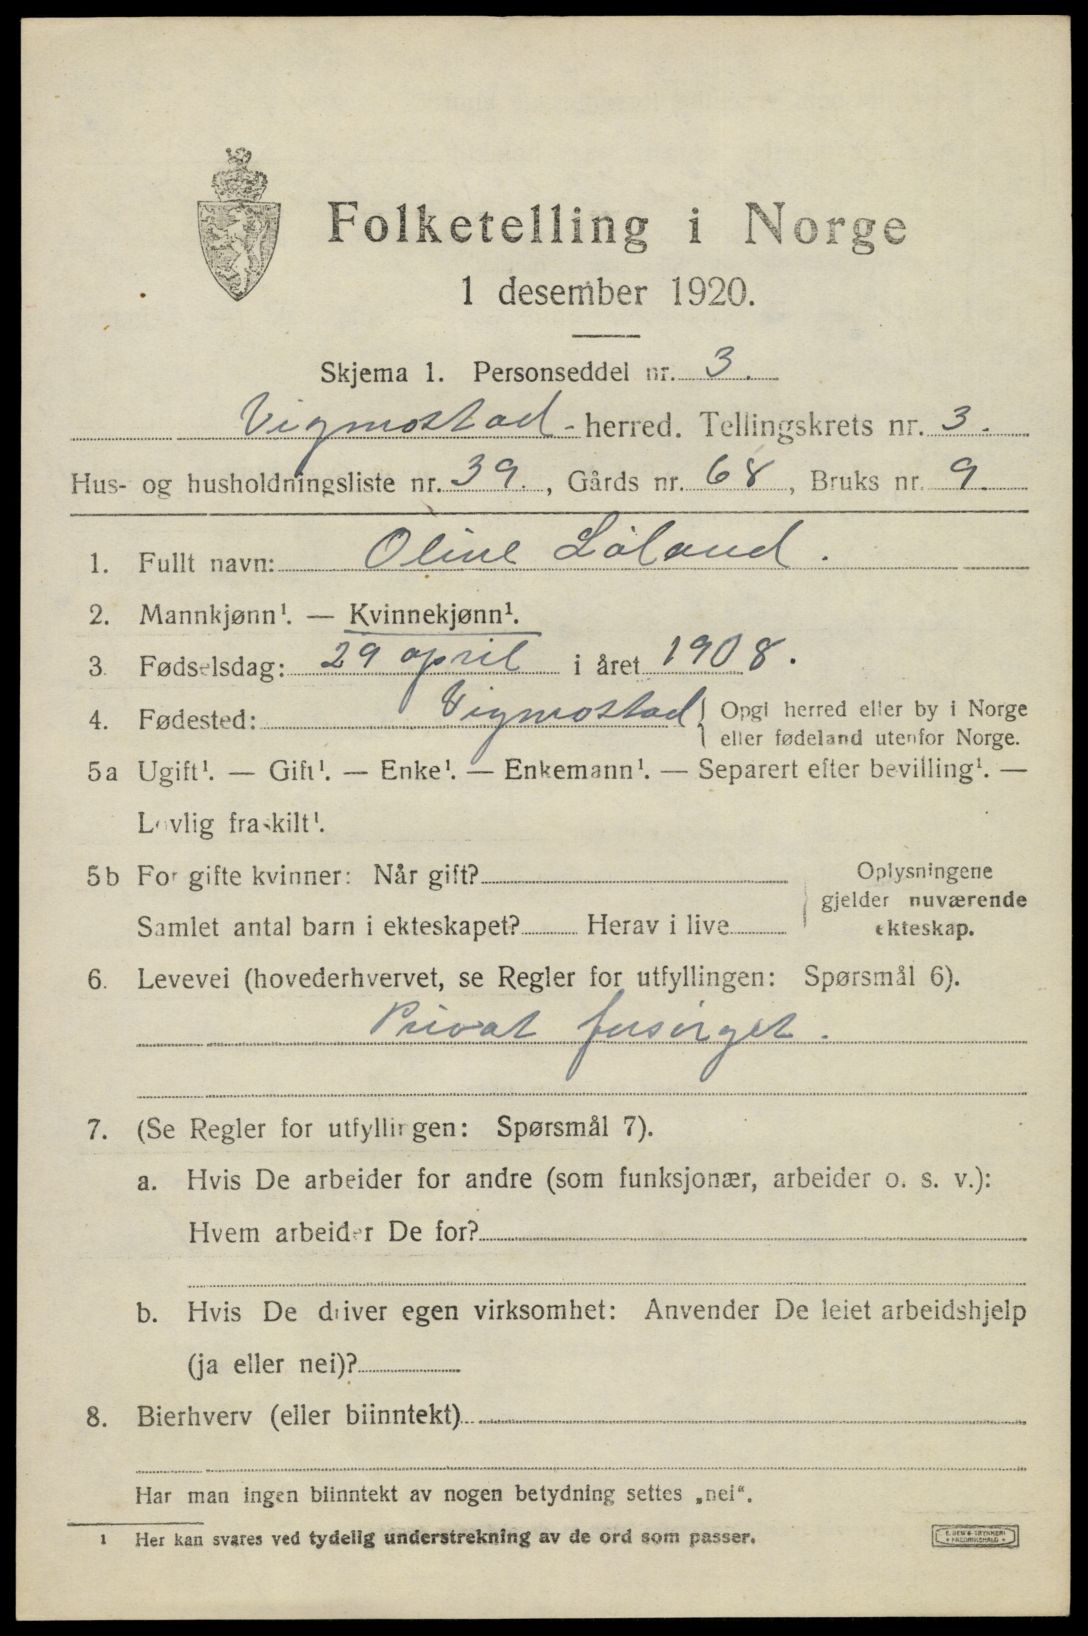 Folketelling i Norge
1 desember 1920.
Skjema 1. Personseddel nr. 3.
Vigmostad - herred. Tellingskrets nr. 3.
Hus- og husholdningsliste nr. 39., Gårds nr. 68, Bruks nr. 9.
1. Fullt navn: Oline Löland.
2. Mannkjønn¹. — Kvinnekjønn¹.
3. Fødselsdag: 29 april i året 1908.
4. Fødested: Vigmostad { Opgi herred eller by i Norge
eller fødeland utenfor Norge.
5a Ugift¹. — Gift¹. — Enke¹. — Enkemann¹. — Separert efter bevilling¹. —
Lovlig fraskilt¹.
5b For gifte kvinner: Når gift? Oplysningene
gjelder nuværende
Samlet antal barn i ekteskapet? Herav i live ekteskap.
6. Levevei (hovederhvervet, se Regler for utfyllingen: Spørsmål 6).
Privat forsörget.
7. (Se Regler for utfyllingen: Spørsmål 7).
a. Hvis De arbeider for andre (som funksjonær, arbeider o. s. v.):
Hvem arbeider De for?
b. Hvis De driver egen virksomhet: Anvender De leiet arbeidshjelp
(ja eller nei)?
8. Bierhverv (eller biinntekt)
Har man ingen biinntekt av nogen betydning settes „nei".
1 Her kan svares ved tydelig understrekning av de ord som passer.